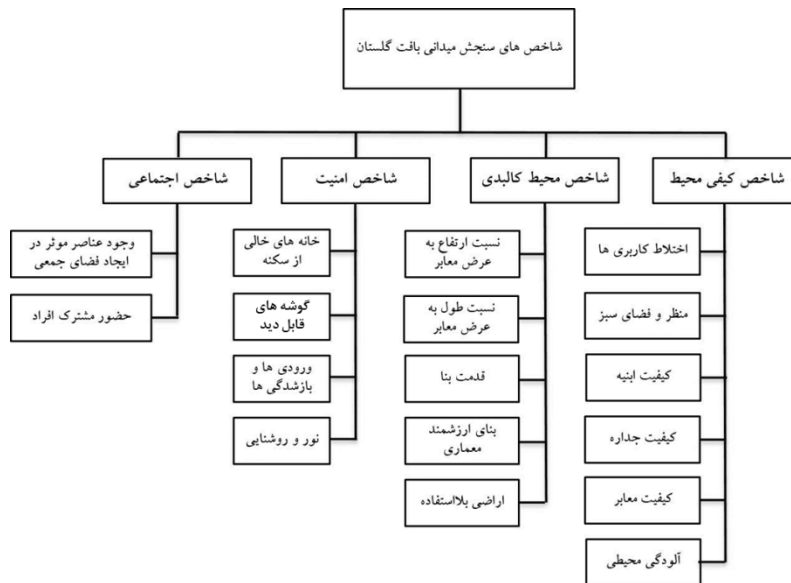 شاخص های سنجش میدانی بافت گلستان
شاخص کیفی محیط
اختلاط کاربری ها
منظر و فضای سبز
کیفیت ابنیه
کیفیت جداره
کیفیت معابر
آلودگی محیطی
شاخص محیط کالبدی
نسبت ارتفاع به
عرض معابر
نسبت طول به
عرض معابر
قدمت بنا
بنای ارزشمند
معماری
اراضی بلااستفاده
شاخص امنیت
خانه های خالی
از سکنه
گوشه های
قابل دید
ورودی ها و
بازشدگی ها
نور و روشنایی
شاخص اجتماعی
وجود عناصر موثر در
ایجاد فضای جمعی
حضور مشترک افراد